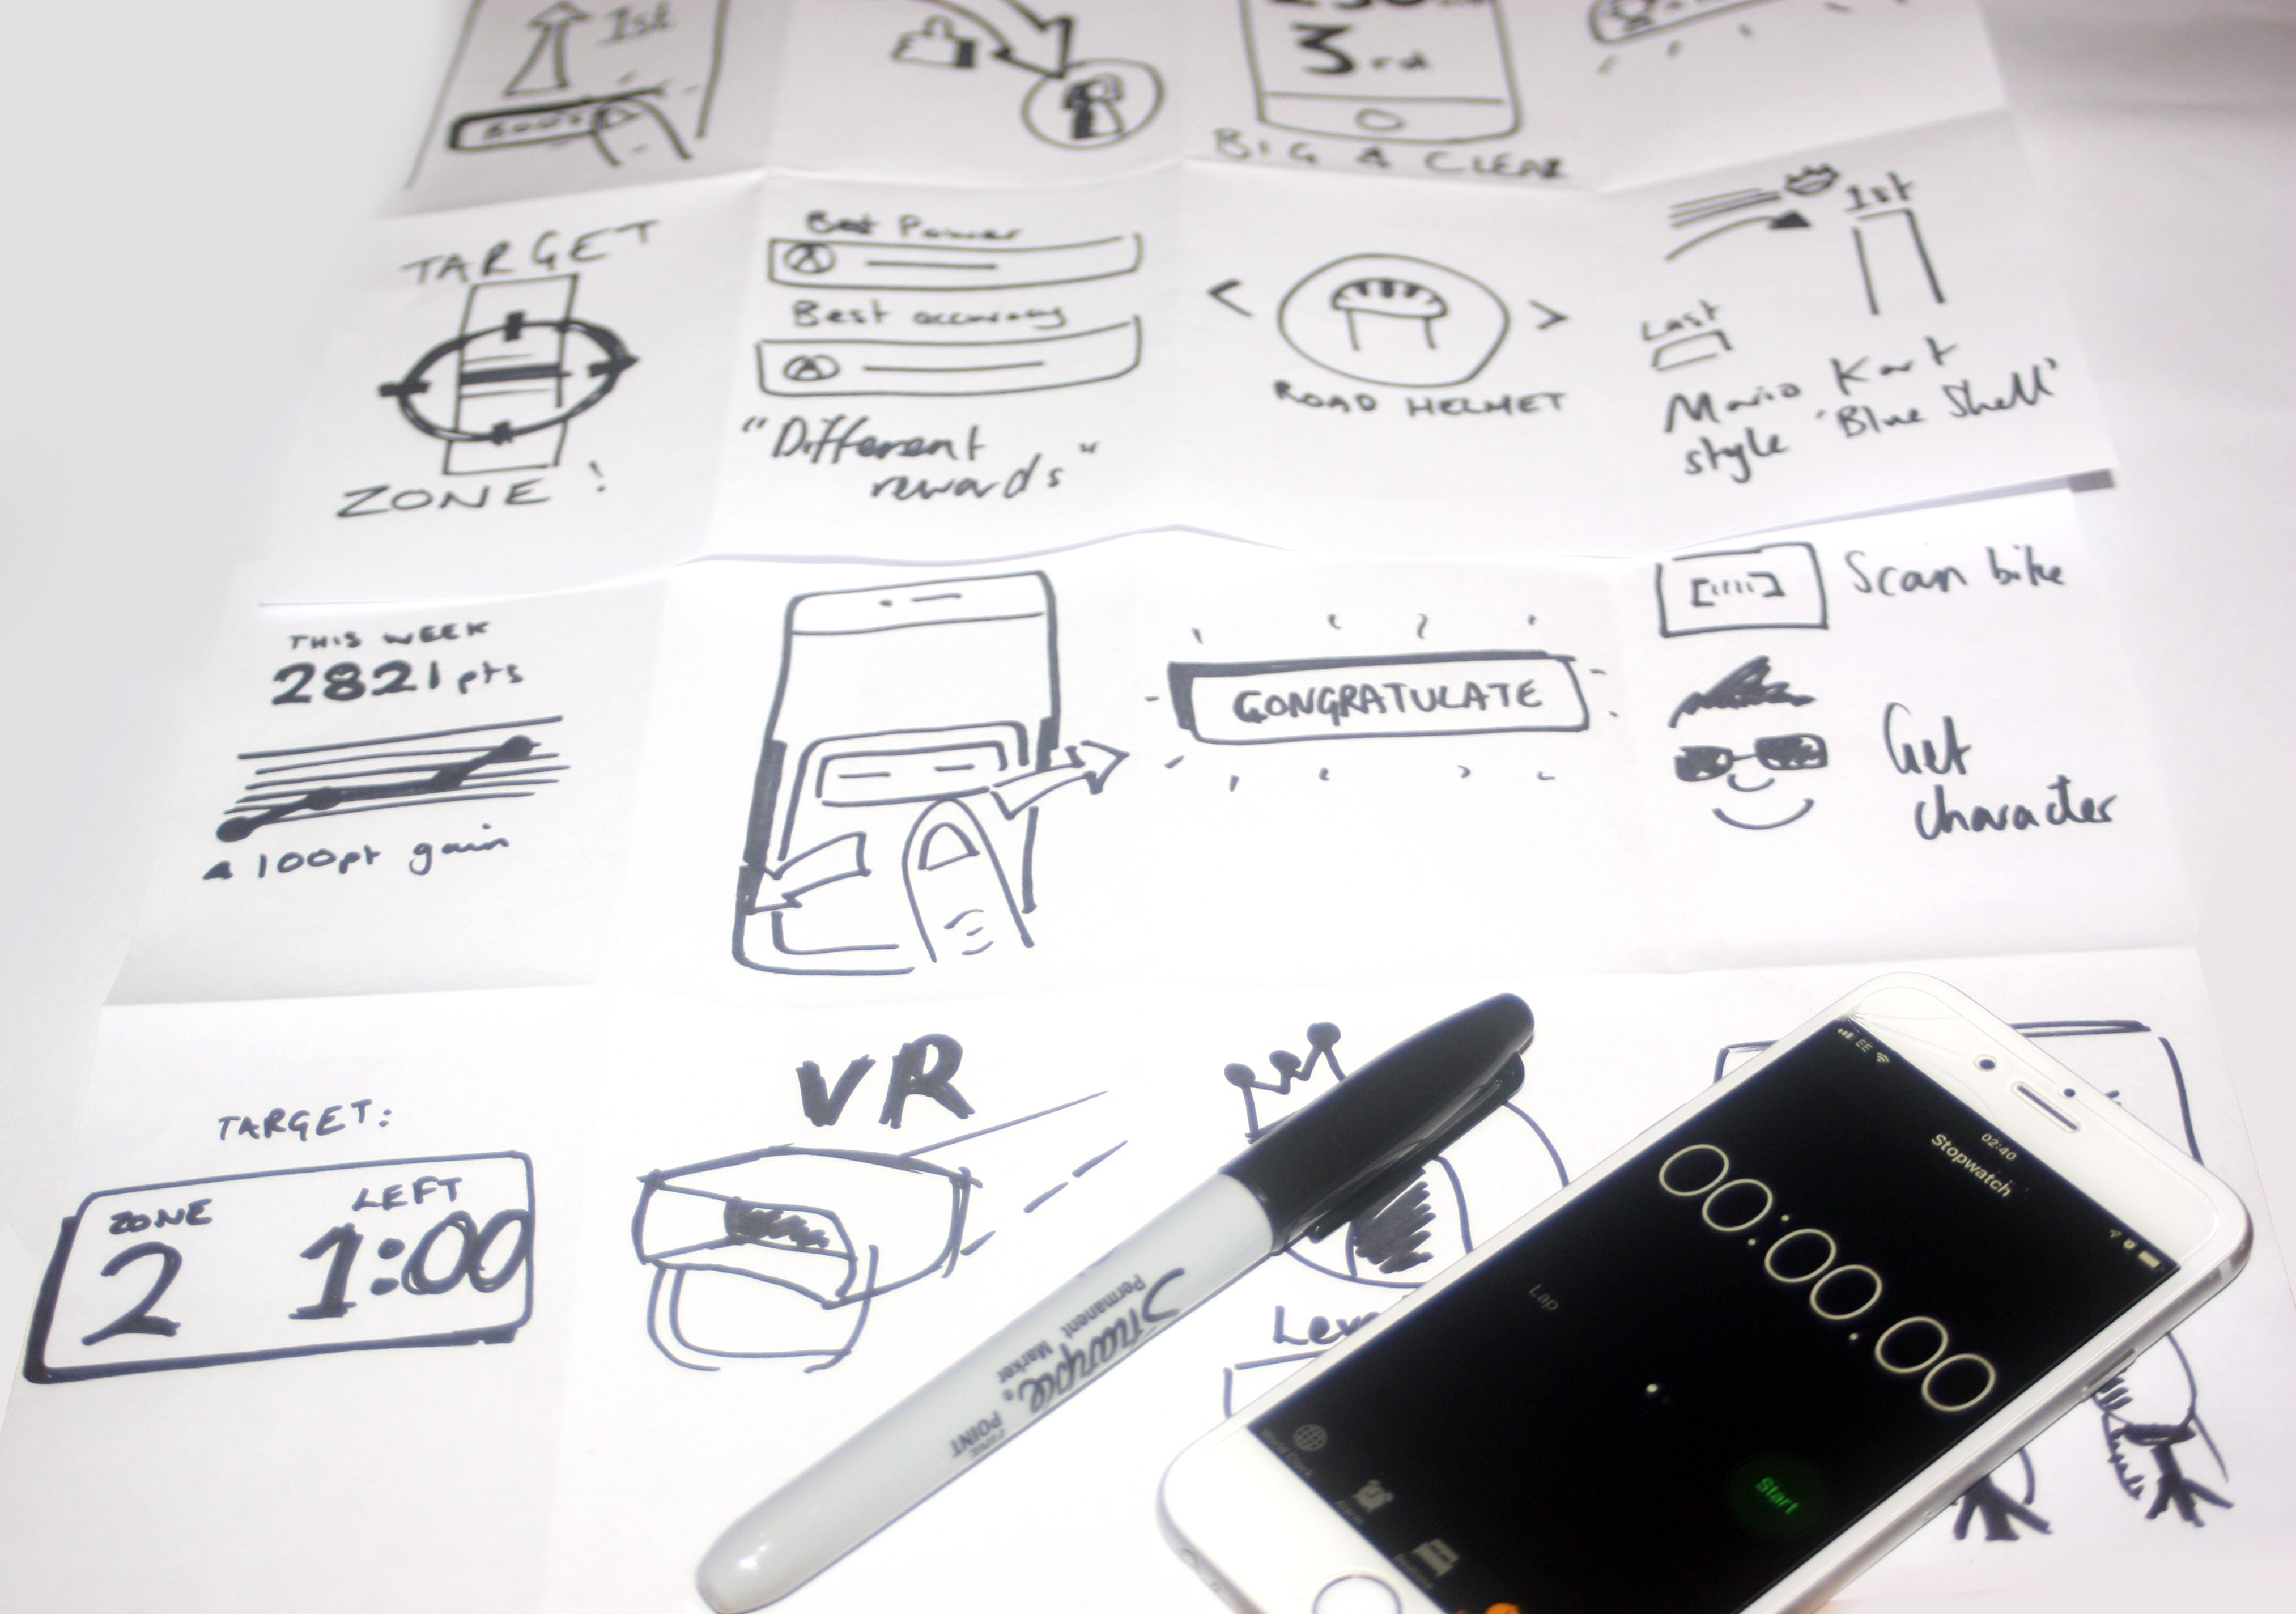 1st
BOOST
3rd
BIG & CLEAR
TARGET
ZONE!
Best Power
Best accuracy
"Different
rewards"
< >
ROAD HELMET
1st
Last
Mario Kart
style 'Blue Shell'
THIS WEEK
2821 pts
▲ 100pt gain
CONGRATULATE
Scan bike
Get
character
TARGET:
ZONE LEFT
2 1:00
VR
Sharpie
Permanent Marker
FINE POINT
EE
02:40
Stopwatch
00:00.00
Lap
Start
World Clock
Alarm
Bedtime